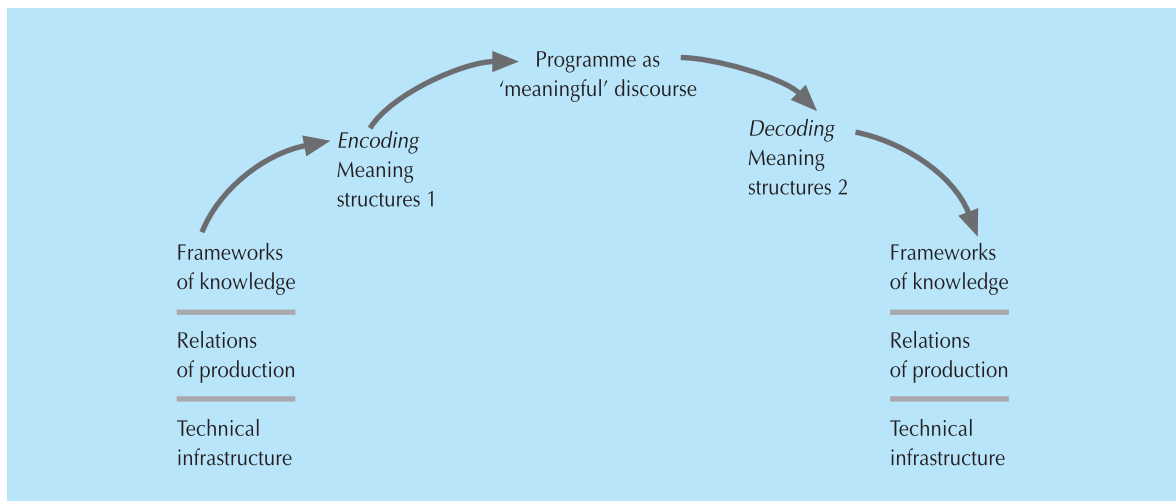 Programme as
‘meaningful’ discourse
Encoding
Meaning
structures 1
Decoding
Meaning
structures 2
Frameworks
of knowledge
Relations
of production
Technical
infrastructure
Frameworks
of knowledge
Relations
of production
Technical
infrastructure